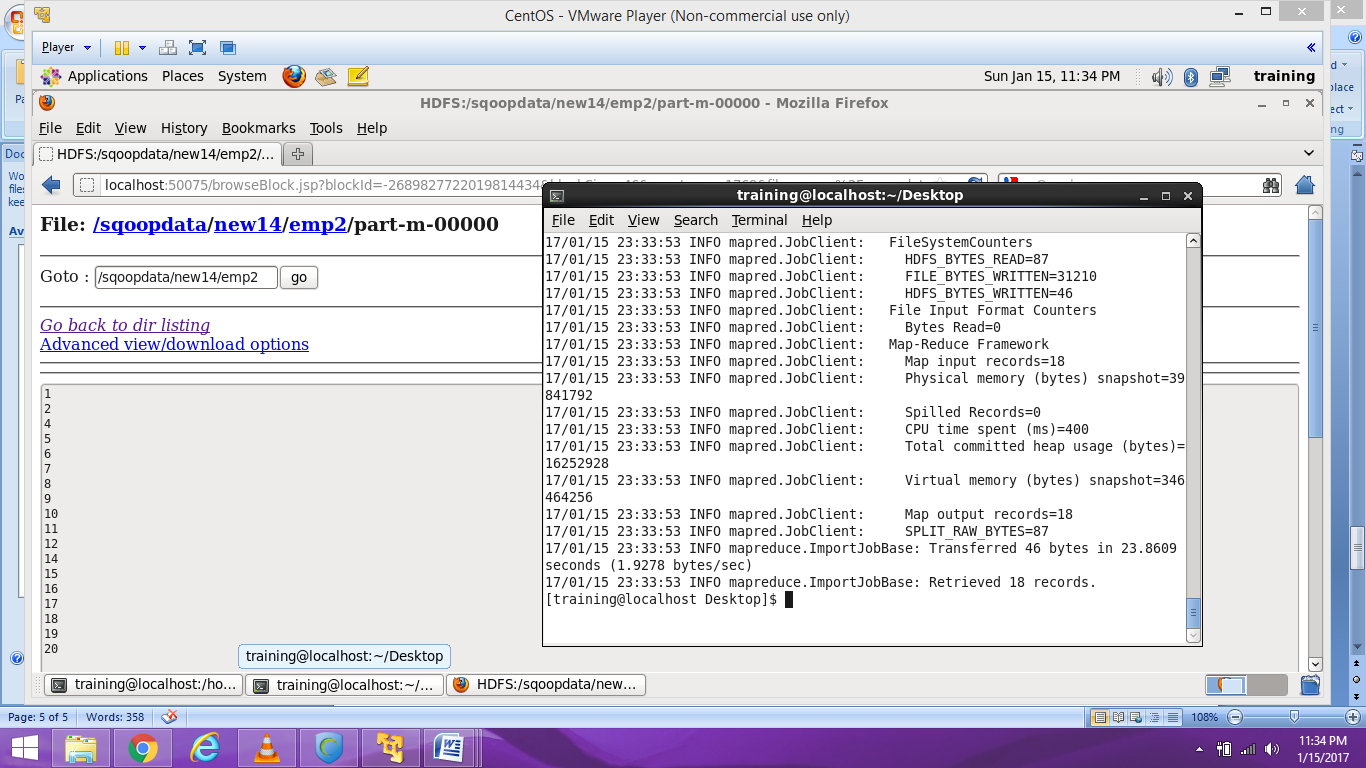 CentOS - VMware Player (Non-commercial use only)
Player
Applications Places System
Sun Jan 15, 11:34 PM
training
HDFS:/sqoopdata/new14/emp2/part-m-00000 - Mozilla Firefox
File Edit View History Bookmarks Tools Help
HDFS:/sqoopdata/new14/emp2/...
File: /sqoopdata/new14/emp2/part-m-00000
Goto : /sqoopdata/new14/emp2 go
Go back to dir listing
Advanced view/download options
1
2
4
5
6
7
8
9
10
11
12
14
15
16
17
18
19
20
training@localhost:~/Desktop
File Edit View Search Terminal Help
17/01/15 23:33:53 INFO mapred.JobClient:   FileSystemCounters
17/01/15 23:33:53 INFO mapred.JobClient:     HDFS_BYTES_READ=87
17/01/15 23:33:53 INFO mapred.JobClient:     FILE_BYTES_WRITTEN=31210
17/01/15 23:33:53 INFO mapred.JobClient:     HDFS_BYTES_WRITTEN=46
17/01/15 23:33:53 INFO mapred.JobClient:   File Input Format Counters
17/01/15 23:33:53 INFO mapred.JobClient:     Bytes Read=0
17/01/15 23:33:53 INFO mapred.JobClient:   Map-Reduce Framework
17/01/15 23:33:53 INFO mapred.JobClient:     Map input records=18
17/01/15 23:33:53 INFO mapred.JobClient:     Physical memory (bytes) snapshot=39
841792
17/01/15 23:33:53 INFO mapred.JobClient:     Spilled Records=0
17/01/15 23:33:53 INFO mapred.JobClient:     CPU time spent (ms)=400
17/01/15 23:33:53 INFO mapred.JobClient:     Total committed heap usage (bytes)=
16252928
17/01/15 23:33:53 INFO mapred.JobClient:     Virtual memory (bytes) snapshot=346
464256
17/01/15 23:33:53 INFO mapred.JobClient:     Map output records=18
17/01/15 23:33:53 INFO mapred.JobClient:     SPLIT_RAW_BYTES=87
17/01/15 23:33:53 INFO mapreduce.ImportJobBase: Transferred 46 bytes in 23.8609
seconds (1.9278 bytes/sec)
17/01/15 23:33:53 INFO mapreduce.ImportJobBase: Retrieved 18 records.
[training@localhost Desktop]$
training@localhost:~/Desktop
training@localhost:/ho...
training@localhost:~/...
HDFS:/sqoopdata/new...
Page: 5 of 5 Words: 358
108%
11:34 PM
1/15/2017